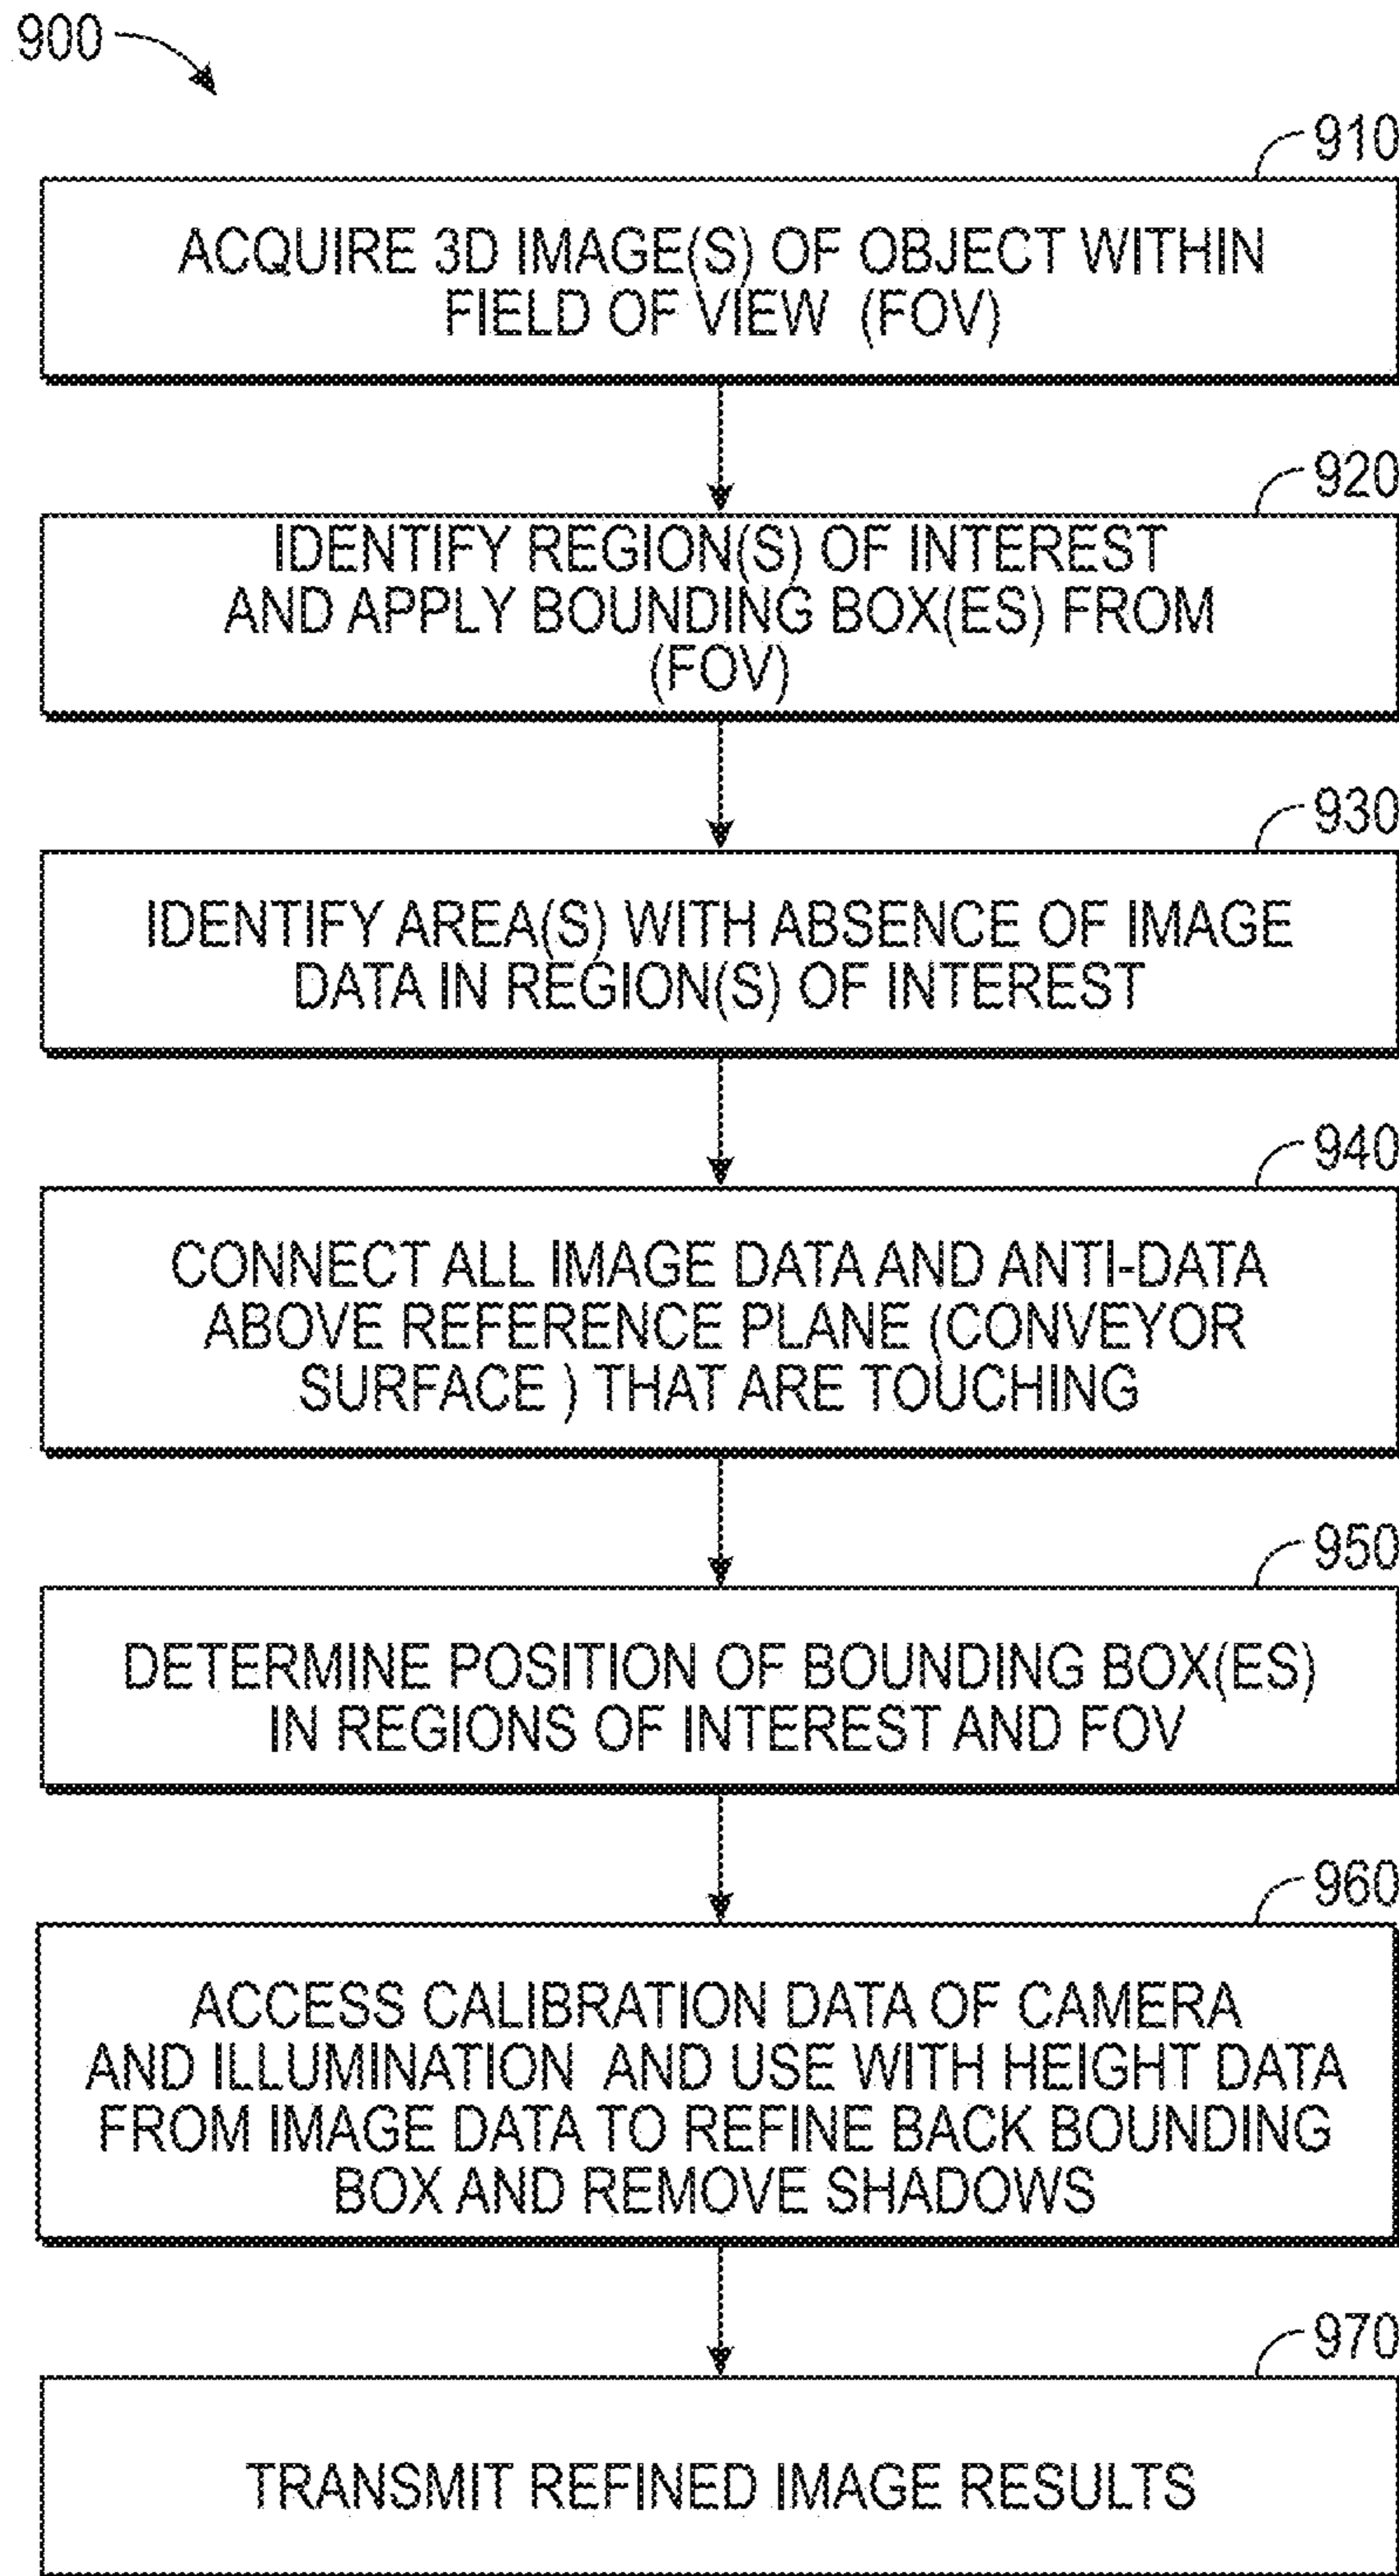 900
910
ACQUIRE 3D IMAGE(S) OF OBJECT WITHIN
FIELD OF VIEW (FOV)
920
IDENTIFY REGION(S) OF INTEREST
AND APPLY BOUNDING BOX(ES) FROM
(FOV)
930
IDENTIFY AREA(S) WITH ABSENCE OF IMAGE
DATA IN REGION(S) OF INTEREST
940
CONNECT ALL IMAGE DATA AND ANTI-DATA
ABOVE REFERENCE PLANE (CONVEYOR
SURFACE ) THAT ARE TOUCHING
950
DETERMINE POSITION OF BOUNDING BOX(ES)
IN REGIONS OF INTEREST AND FOV
960
ACCESS CALIBRATION DATA OF CAMERA
AND ILLUMINATION AND USE WITH HEIGHT DATA
FROM IMAGE DATA TO REFINE BACK BOUNDING
BOX AND REMOVE SHADOWS
970
TRANSMIT REFINED IMAGE RESULTS